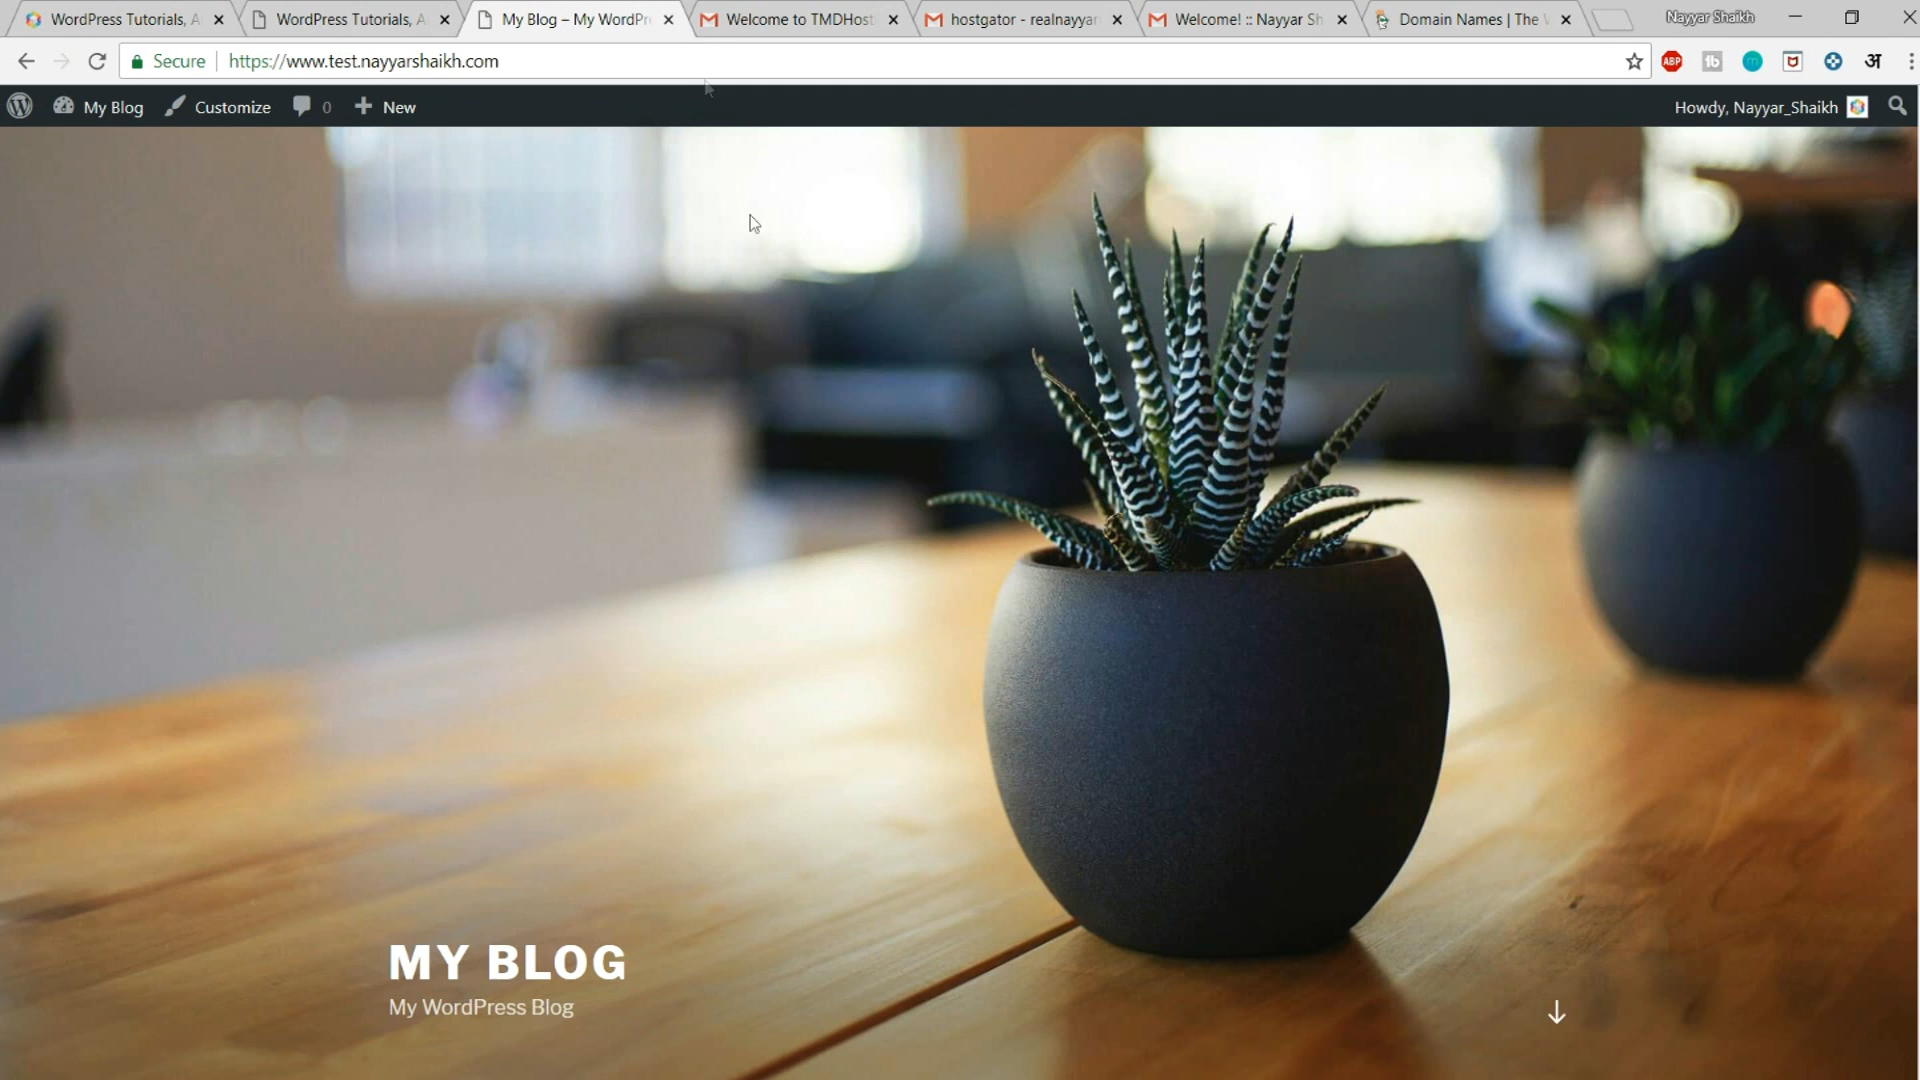 WordPress Tutorials, A
WordPress Tutorials, A
My Blog – My WordPr
Welcome to TMDHost
hostgator - realnayyar
Welcome! :: Nayyar Sh
Domain Names | The
Nayyar Shaikh
Secure
https://www.test.nayyarshaikh.com
ABP
अ
My Blog
Customize
0
New
Howdy, Nayyar_Shaikh
MY BLOG
My WordPress Blog